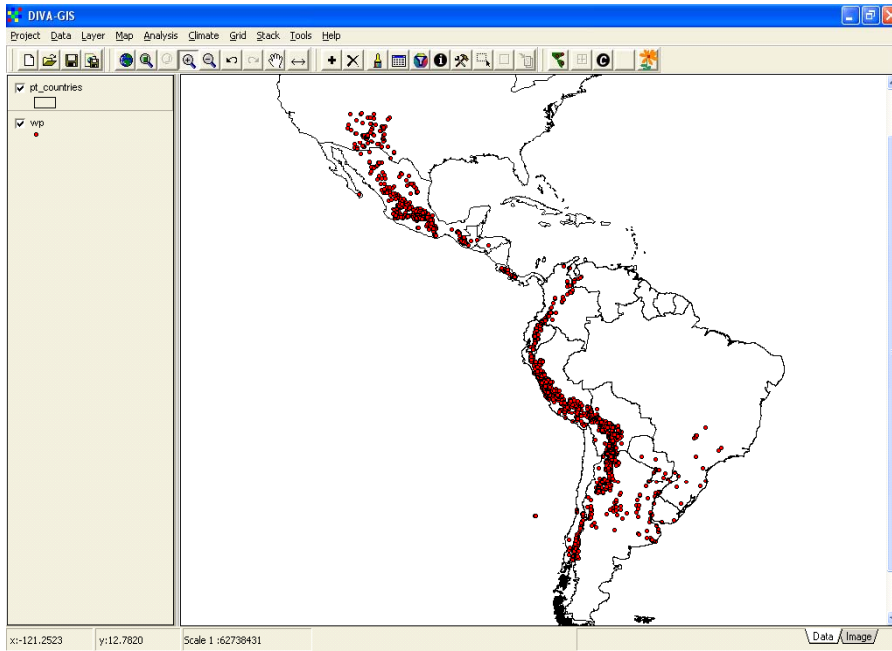 DIVA-GIS
Project Data Layer Map Analysis Climate Grid Stack Tools Help
pt_countries
wp
x:-121.2523 y:12.7820 Scale 1 :62738431 Data Image